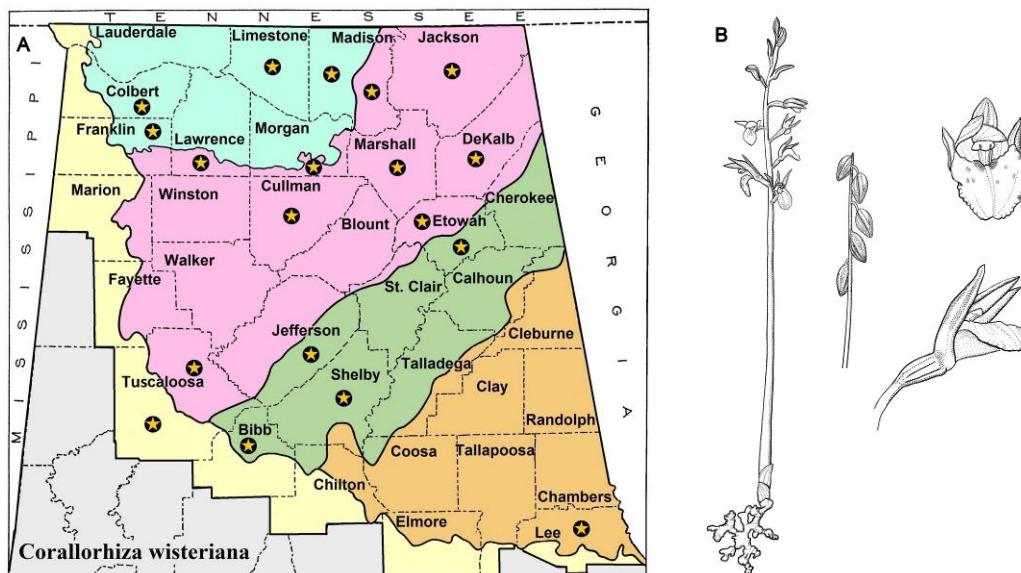 T E N N E S S E E
A
B
Lauderdale
Limestone
Madison
Jackson
Colbert
Franklin
Lawrence
Morgan
Marshall
DeKalb
Marion
Winston
Cullman
Cherokee
Blount
Etowah
Walker
Fayette
St. Clair
Calhoun
Jefferson
Cleburne
Tuscaloosa
Shelby
Talladega
Clay
Randolph
Bibb
Coosa
Tallapoosa
Chilton
Chambers
Elmore
Lee
MISSISSIPPI
GEORGIA
Corallorhiza wisteriana